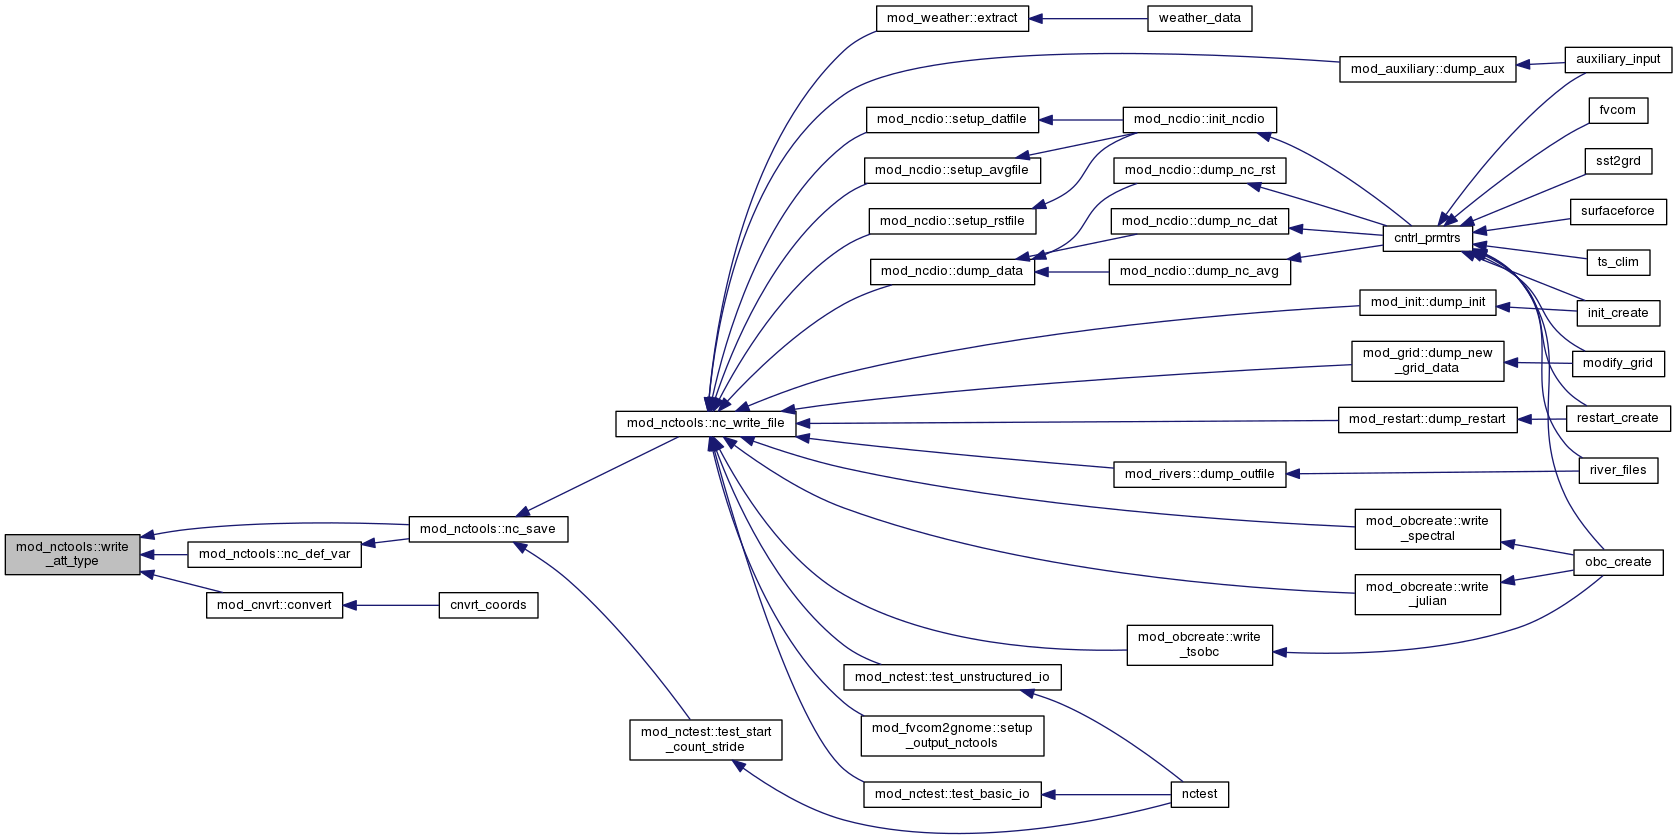 mod_weather::extract
weather_data
auxiliary_input
mod_auxiliary::dump_aux
fvcom
mod_ncdio::setup_datfile
mod_ncdio::init_ncdio
sst2grd
mod_ncdio::setup_avgfile
mod_ncdio::dump_nc_rst
surfaceforce
mod_ncdio::setup_rstfile
mod_ncdio::dump_nc_dat
cntrl_prmtrs
ts_clim
mod_ncdio::dump_data
mod_ncdio::dump_nc_avg
mod_init::dump_init
init_create
mod_grid::dump_new
_grid_data
modify_grid
mod_nctools::nc_write_file
mod_restart::dump_restart
restart_create
mod_rivers::dump_outfile
river_files
mod_nctools::nc_save
mod_obcreate::write
_spectral
mod_nctools::write
_att_type
mod_nctools::nc_def_var
obc_create
mod_cnvrt::convert
cnvrt_coords
mod_obcreate::write
_julian
mod_obcreate::write
_tsobc
mod_nctest::test_unstructured_io
mod_nctest::test_start
_count_stride
mod_fvcom2gnome::setup
_output_nctools
mod_nctest::test_basic_io
nctest